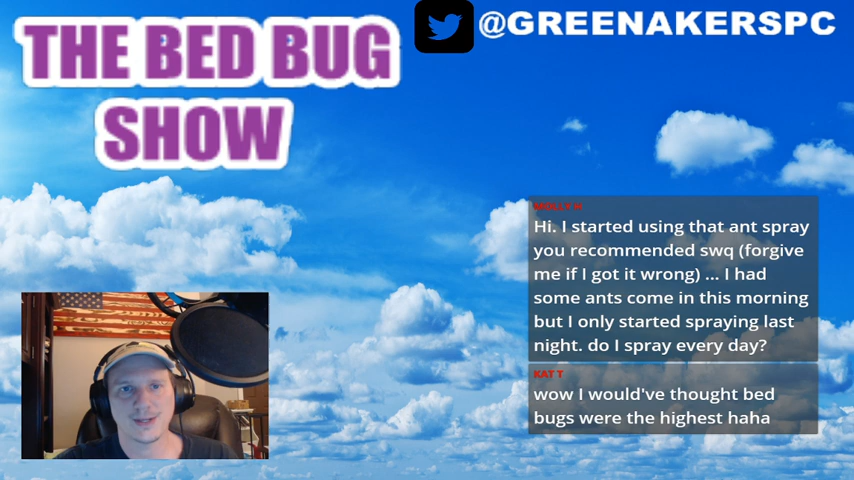 THE BED BUG
SHOW
@GREENAKERSPC
MOLLY H
Hi. I started using that ant spray
you recommended swq (forgive
me if I got it wrong) ... I had
some ants come in this morning
but I only started spraying last
night. do I spray every day?
KAT T
wow I would've thought bed
bugs were the highest haha